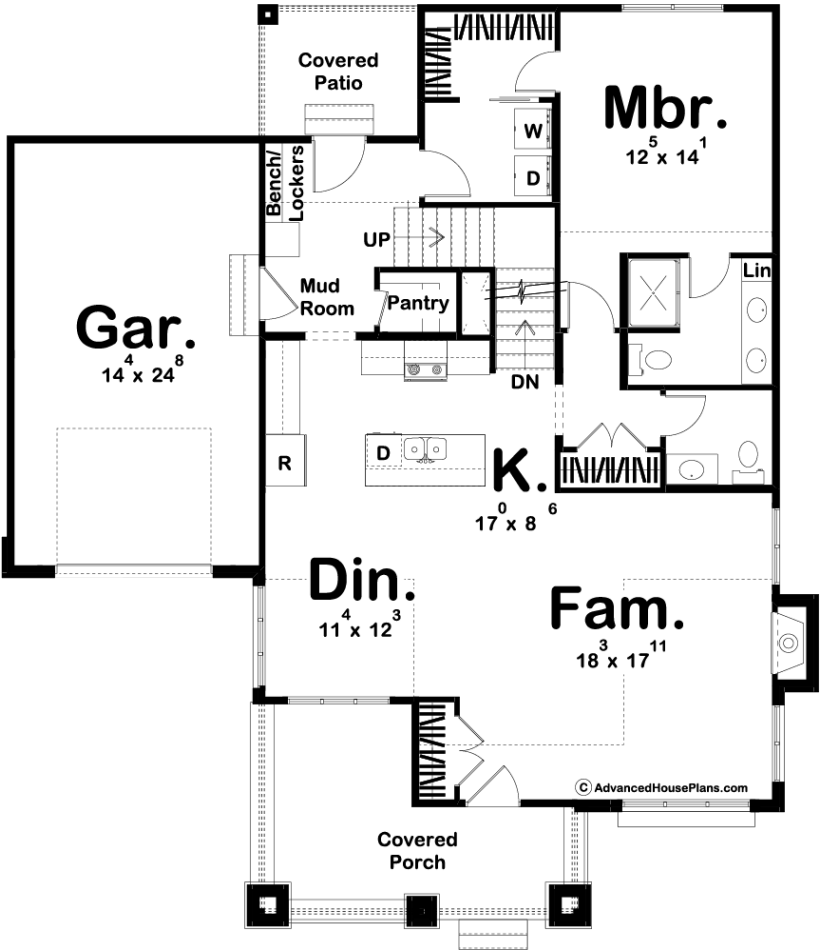 Covered
Patio
W
D
Mbr.
12⁵ x 14¹
Bench/
Lockers
UP
Lin
Mud
Room
Pantry
Gar.
14⁴ x 24⁸
DN
R
D
K.
17⁰ x 8⁶
Din.
11⁴ x 12³
Fam.
18³ x 17¹¹
© AdvancedHousePlans.com
Covered
Porch